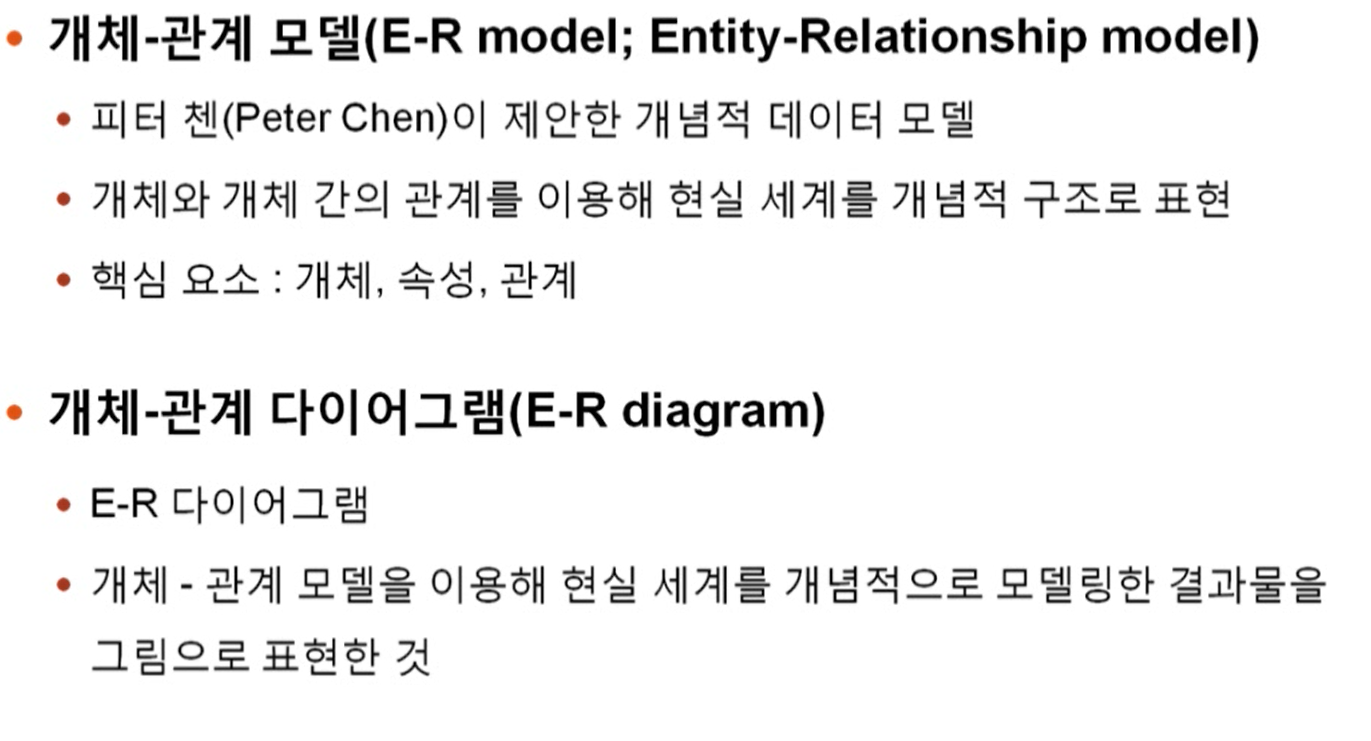 • 개체-관계 모델(E-R model; Entity-Relationship model)
• 피터 첸(Peter Chen)이 제안한 개념적 데이터 모델
• 개체와 개체 간의 관계를 이용해 현실 세계를 개념적 구조로 표현
• 핵심 요소 : 개체, 속성, 관계
• 개체-관계 다이어그램(E-R diagram)
• E-R 다이어그램
• 개체 - 관계 모델을 이용해 현실 세계를 개념적으로 모델링한 결과물을
그림으로 표현한 것